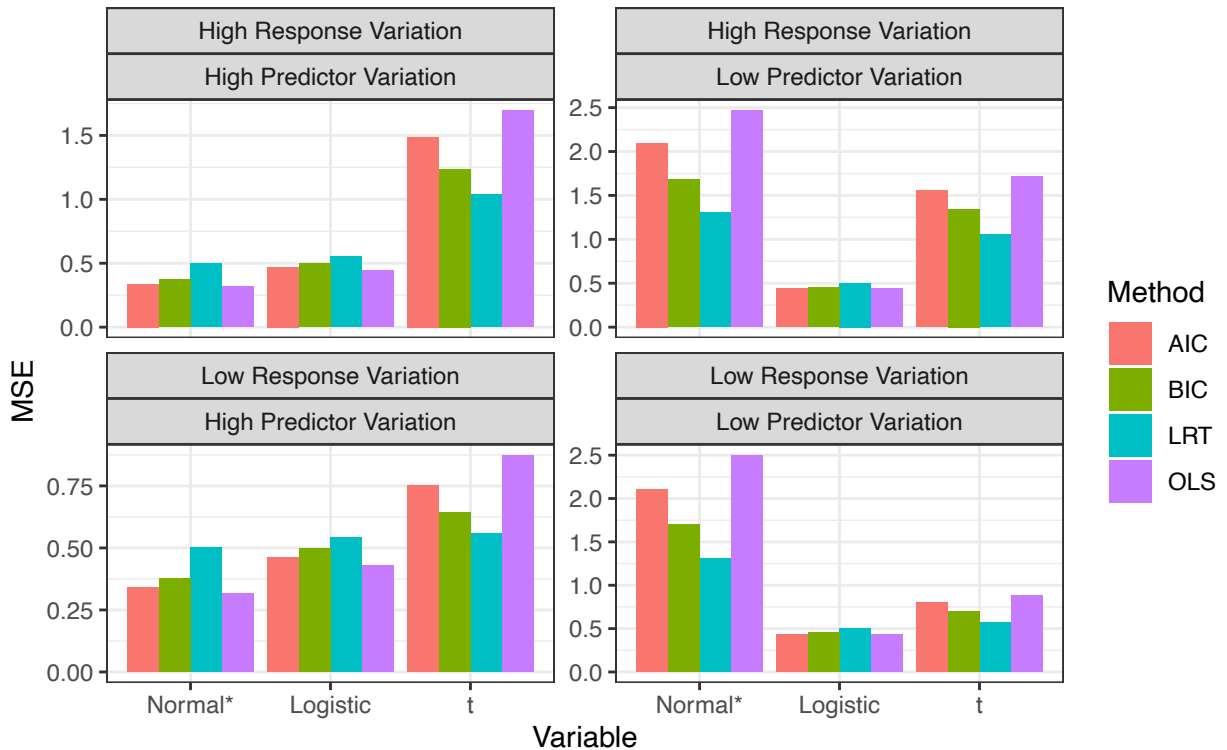 High Response Variation
High Predictor Variation
1.5
1.0
0.5
0.0
High Response Variation
Low Predictor Variation
2.5
2.0
1.5
1.0
0.5
0.0
Low Response Variation
High Predictor Variation
0.75
0.50
0.25
0.00
Normal*
Logistic
t
Low Response Variation
Low Predictor Variation
2.5
2.0
1.5
1.0
0.5
0.0
Normal*
Logistic
t
MSE
Variable
Method
AIC
BIC
LRT
OLS